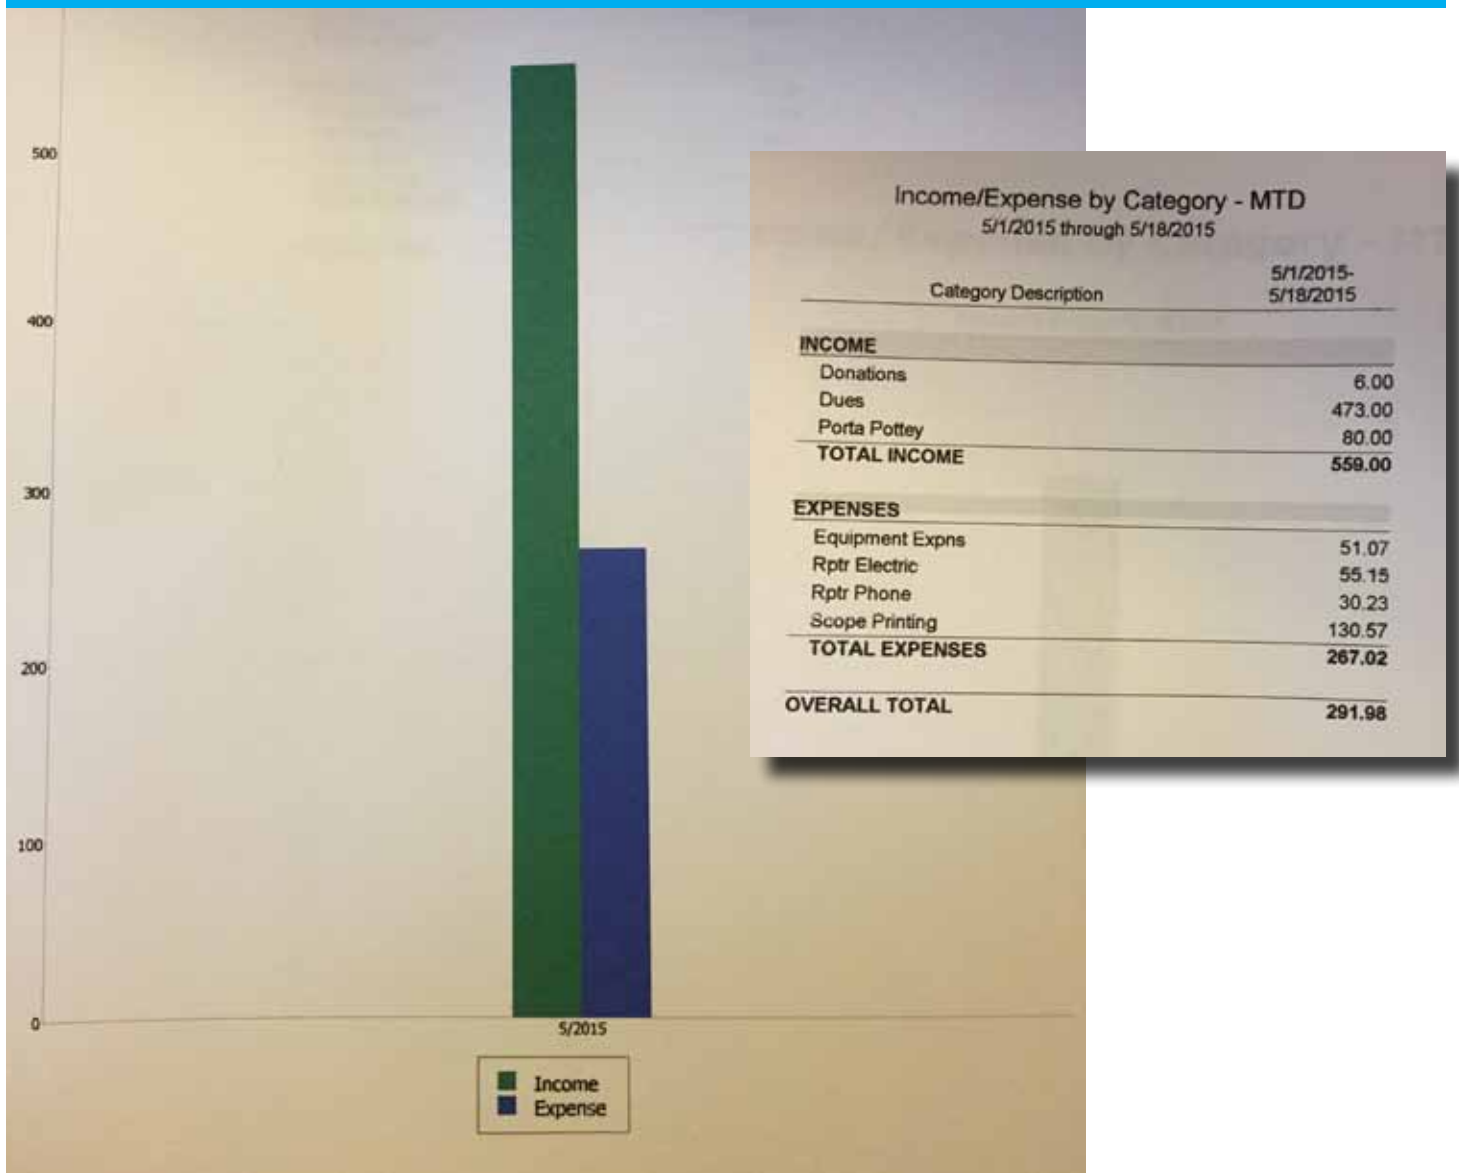 500
400
300
200
100
0
5/2015
Income
Expense
Income/Expense by Category - MTD
5/1/2015 through 5/18/2015
Category Description 5/1/2015-
5/18/2015
INCOME
Donations 6.00
Dues 473.00
Porta Pottey 80.00
TOTAL INCOME 559.00
EXPENSES
Equipment Expns 51.07
Rptr Electric 55.15
Rptr Phone 30.23
Scope Printing 130.57
TOTAL EXPENSES 267.02
OVERALL TOTAL 291.98